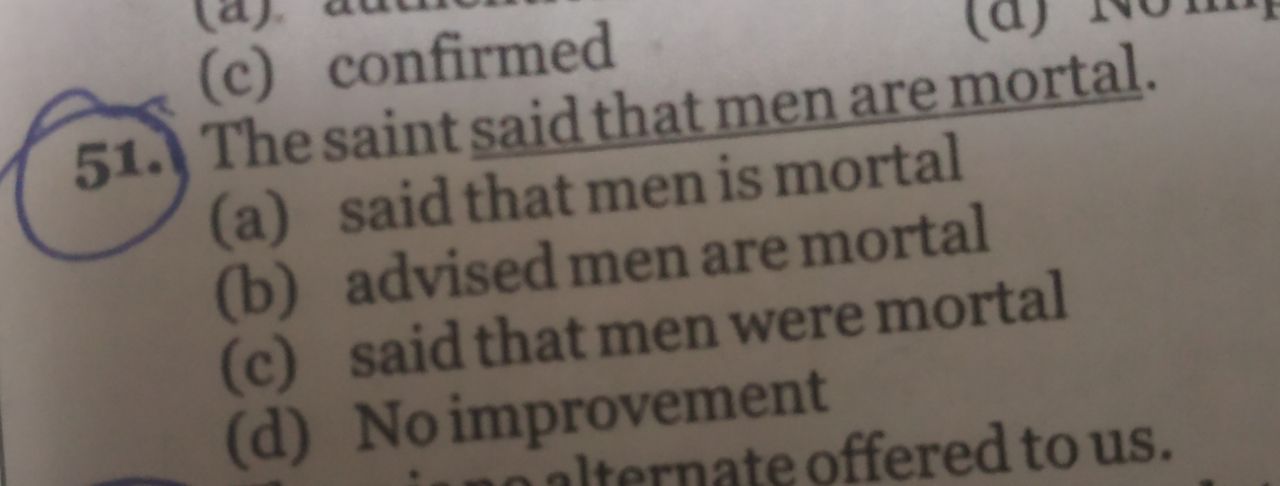 (a)
(d)
(c) confirmed
51. The saint said that men are mortal.
(a) said that men is mortal
(b) advised men are mortal
(c) said that men were mortal
(d) No improvement
alternate offered to us.